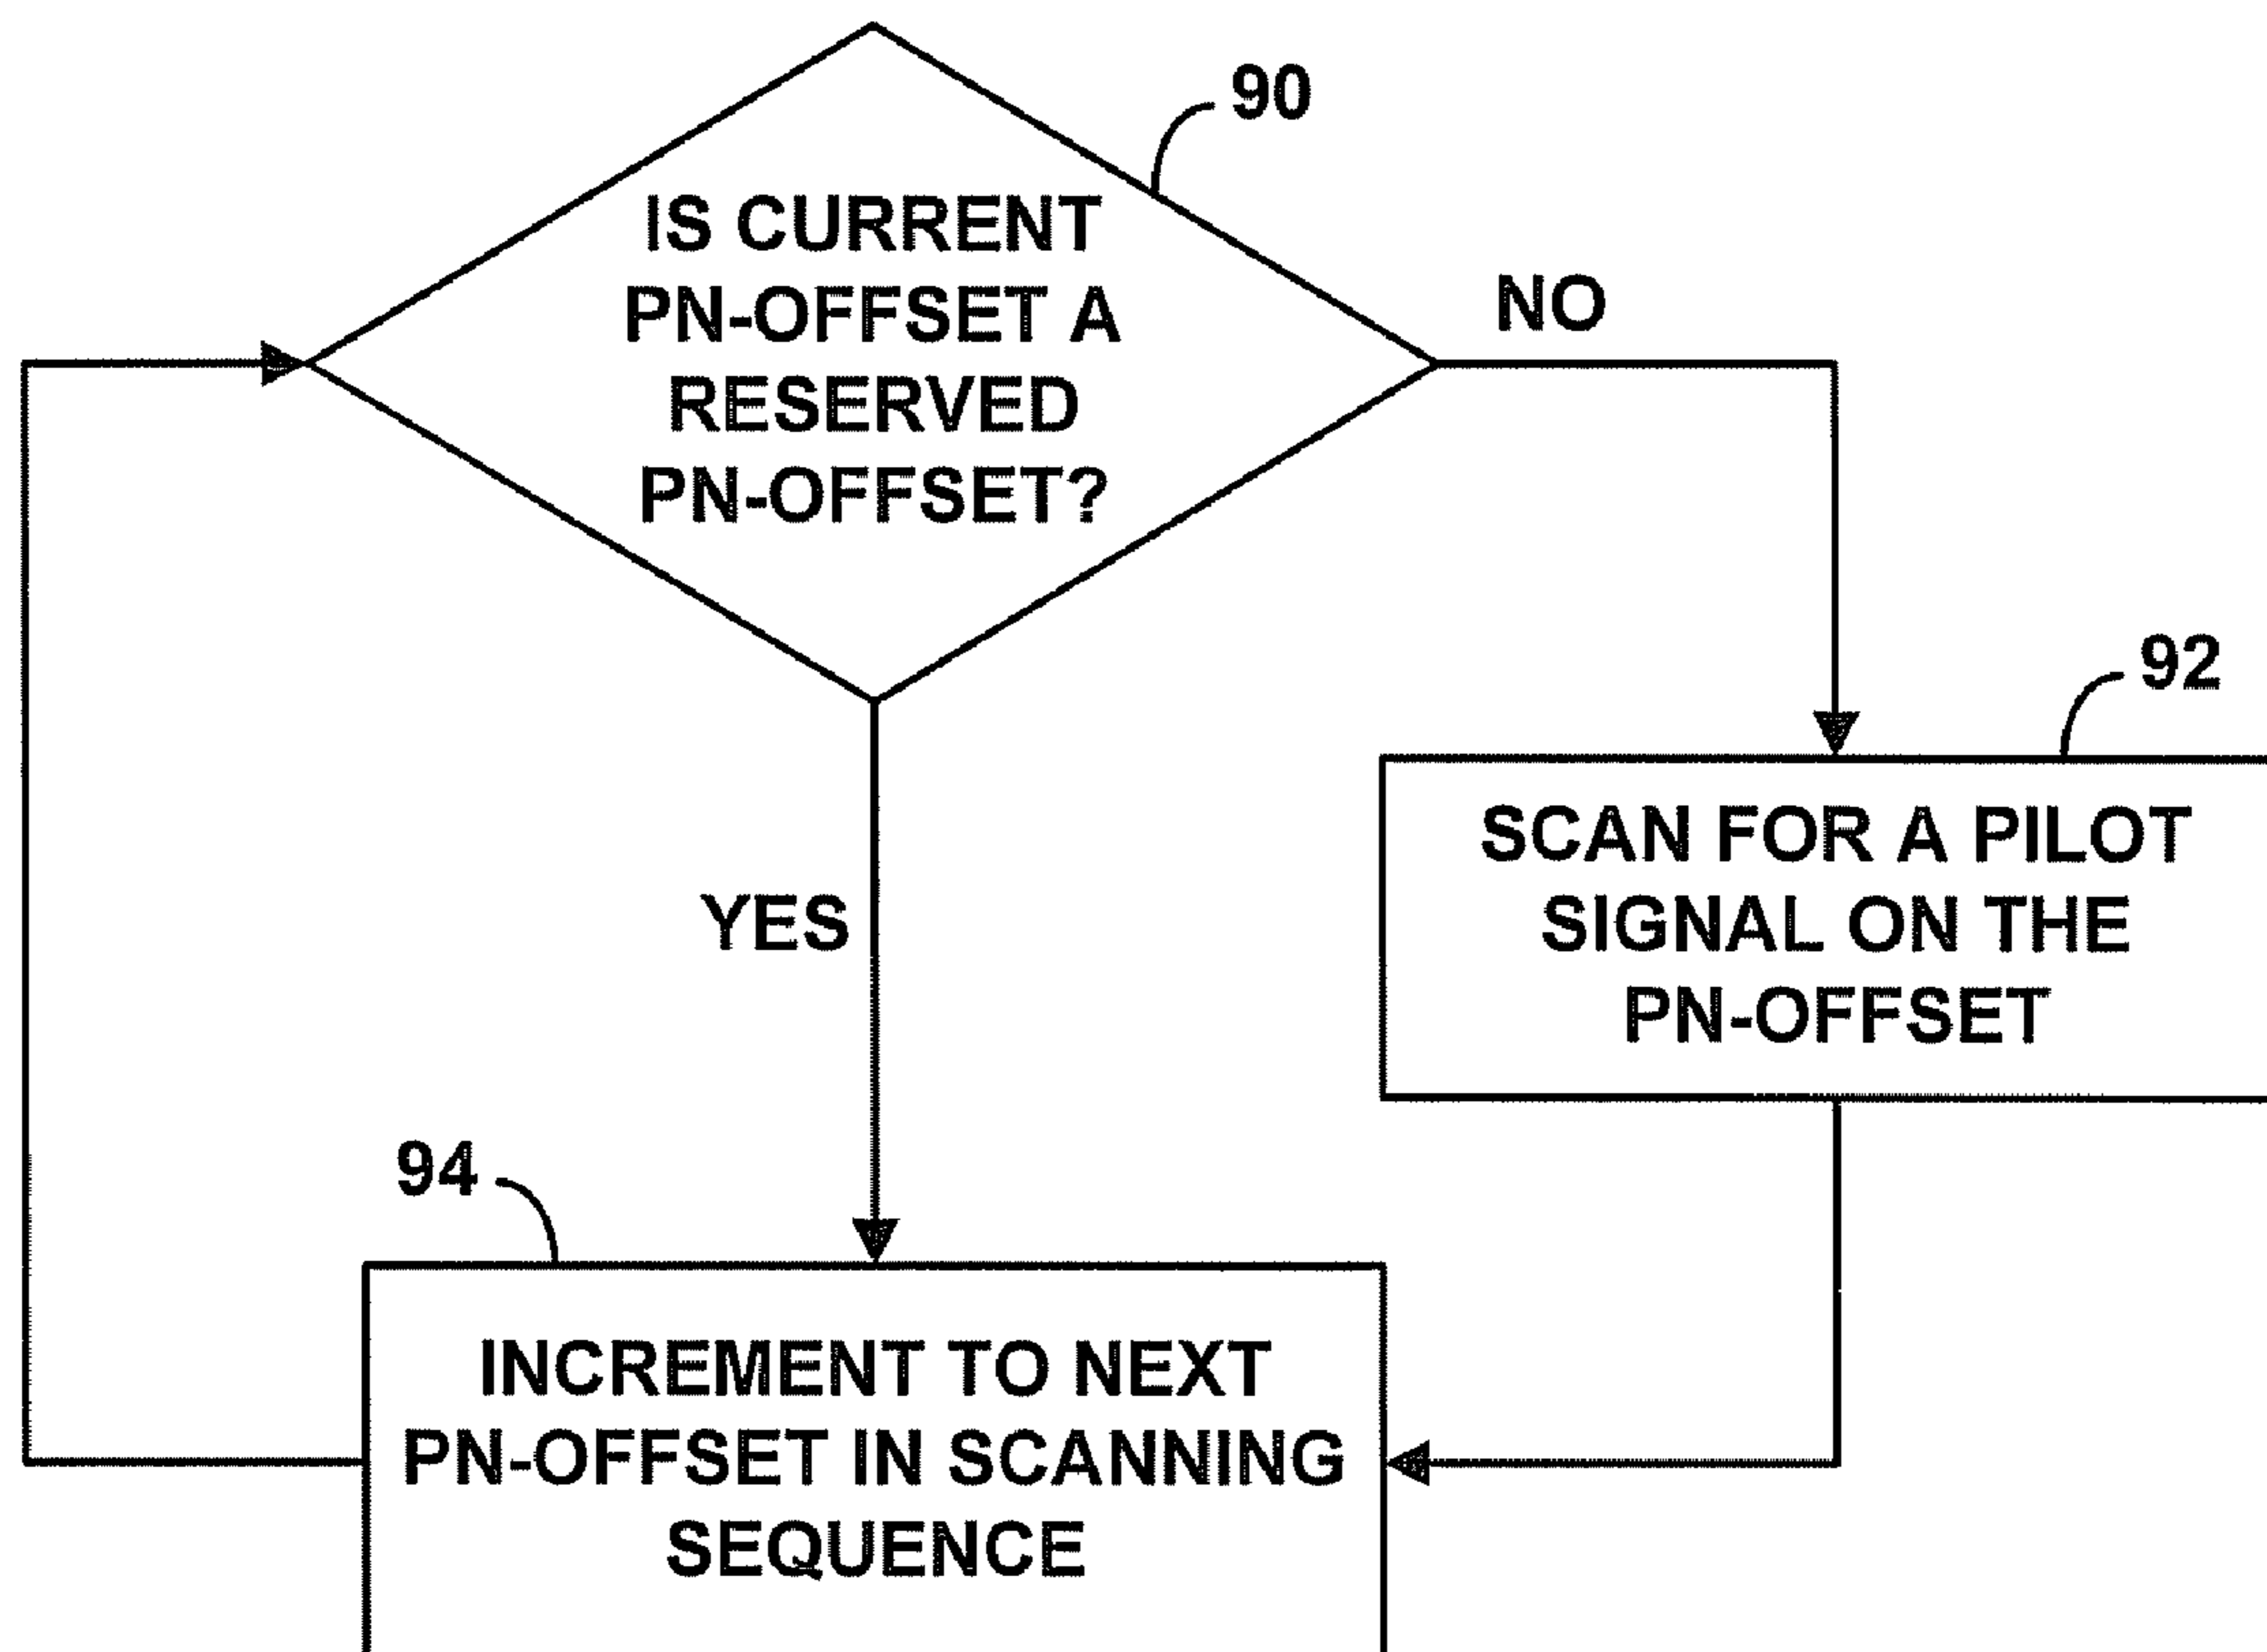 90
IS CURRENT
PN-OFFSET A
RESERVED
PN-OFFSET?
NO
92
SCAN FOR A PILOT
SIGNAL ON THE
PN-OFFSET
YES
94
INCREMENT TO NEXT
PN-OFFSET IN SCANNING
SEQUENCE